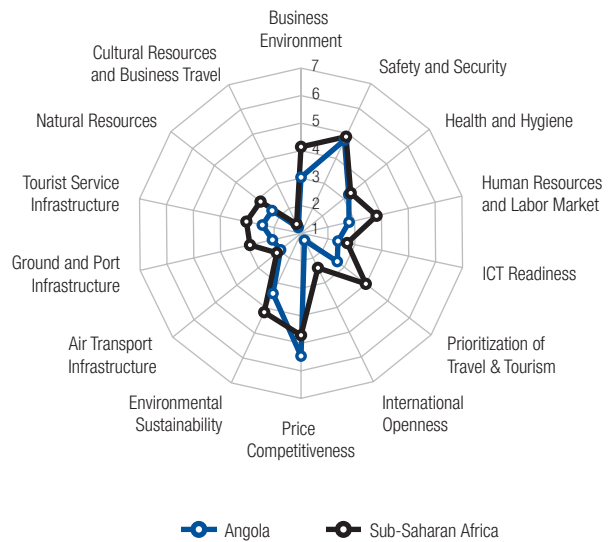 Business
Environment
Cultural Resources
and Business Travel
Safety and Security
7
6
5
4
3
2
1
Natural Resources
Health and Hygiene
Tourist Service
Infrastructure
Human Resources
and Labor Market
Ground and Port
Infrastructure
ICT Readiness
Air Transport
Infrastructure
Prioritization of
Travel & Tourism
Environmental
Sustainability
International
Openness
Price
Competitiveness
Angola
Sub-Saharan Africa